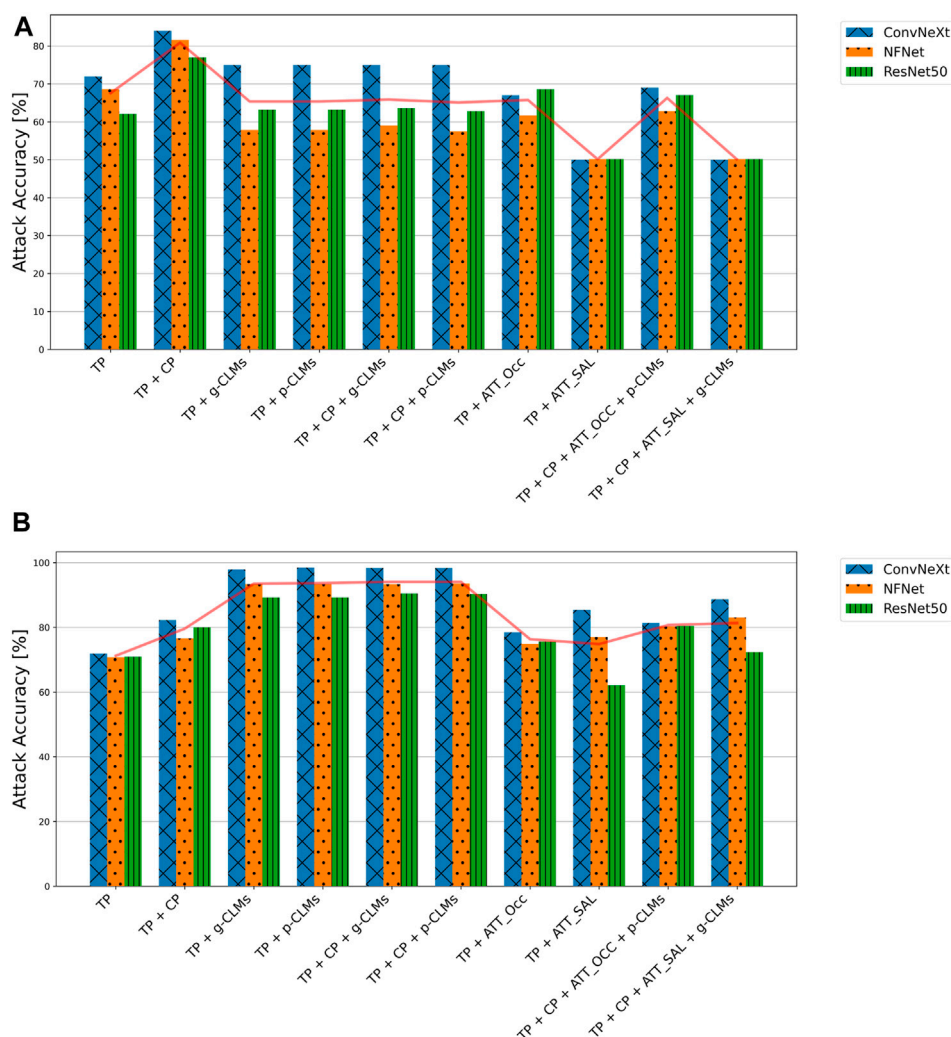 A
Attack Accuracy [%]
80
70
60
50
40
30
20
10
0
TP
TP + CP
TP + g-CLMs
TP + p-CLMs
TP + CP + g-CLMs
TP + CP + p-CLMs
TP + ATT_Occ
TP + ATT_SAL
TP + CP + ATT_OCC + p-CLMs
TP + CP + ATT_SAL + g-CLMs
ConvNeXt
NFNet
ResNet50
B
Attack Accuracy [%]
100
80
60
40
20
0
TP
TP + CP
TP + g-CLMs
TP + p-CLMs
TP + CP + g-CLMs
TP + CP + p-CLMs
TP + ATT_Occ
TP + ATT_SAL
TP + CP + ATT_OCC + p-CLMs
TP + CP + ATT_SAL + g-CLMs
ConvNeXt
NFNet
ResNet50